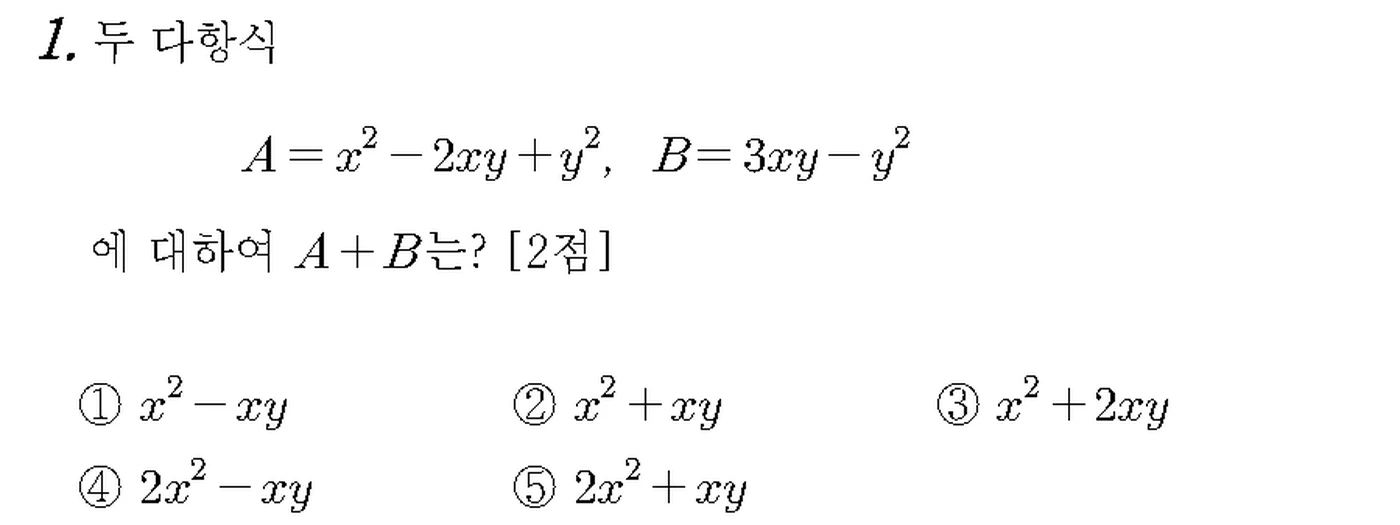 1. 두 다항식
A = x² − 2xy + y², B = 3xy − y²
에 대하여 A + B는? [2점]
① x² − xy ② x² + xy ③ x² + 2xy
④ 2x² − xy ⑤ 2x² + xy